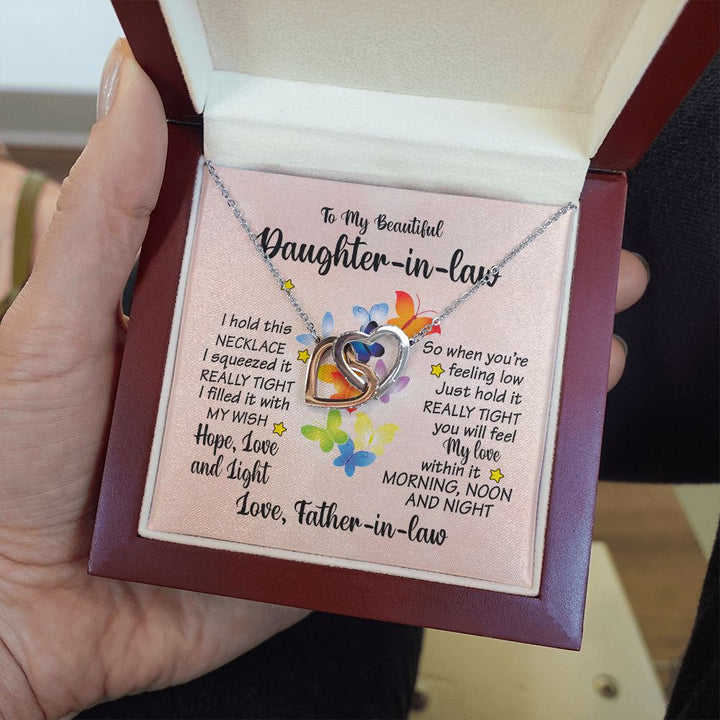 To My Beautiful
Daughter-in-law
I hold this
NECKLACE
I squeezed it
REALLY TIGHT
I filled it with
MY WISH
Hope, Love
and Light
So when you're
feeling low
Just hold it
REALLY TIGHT
you will feel
My love
within it
MORNING, NOON
AND NIGHT
Love, Father-in-law